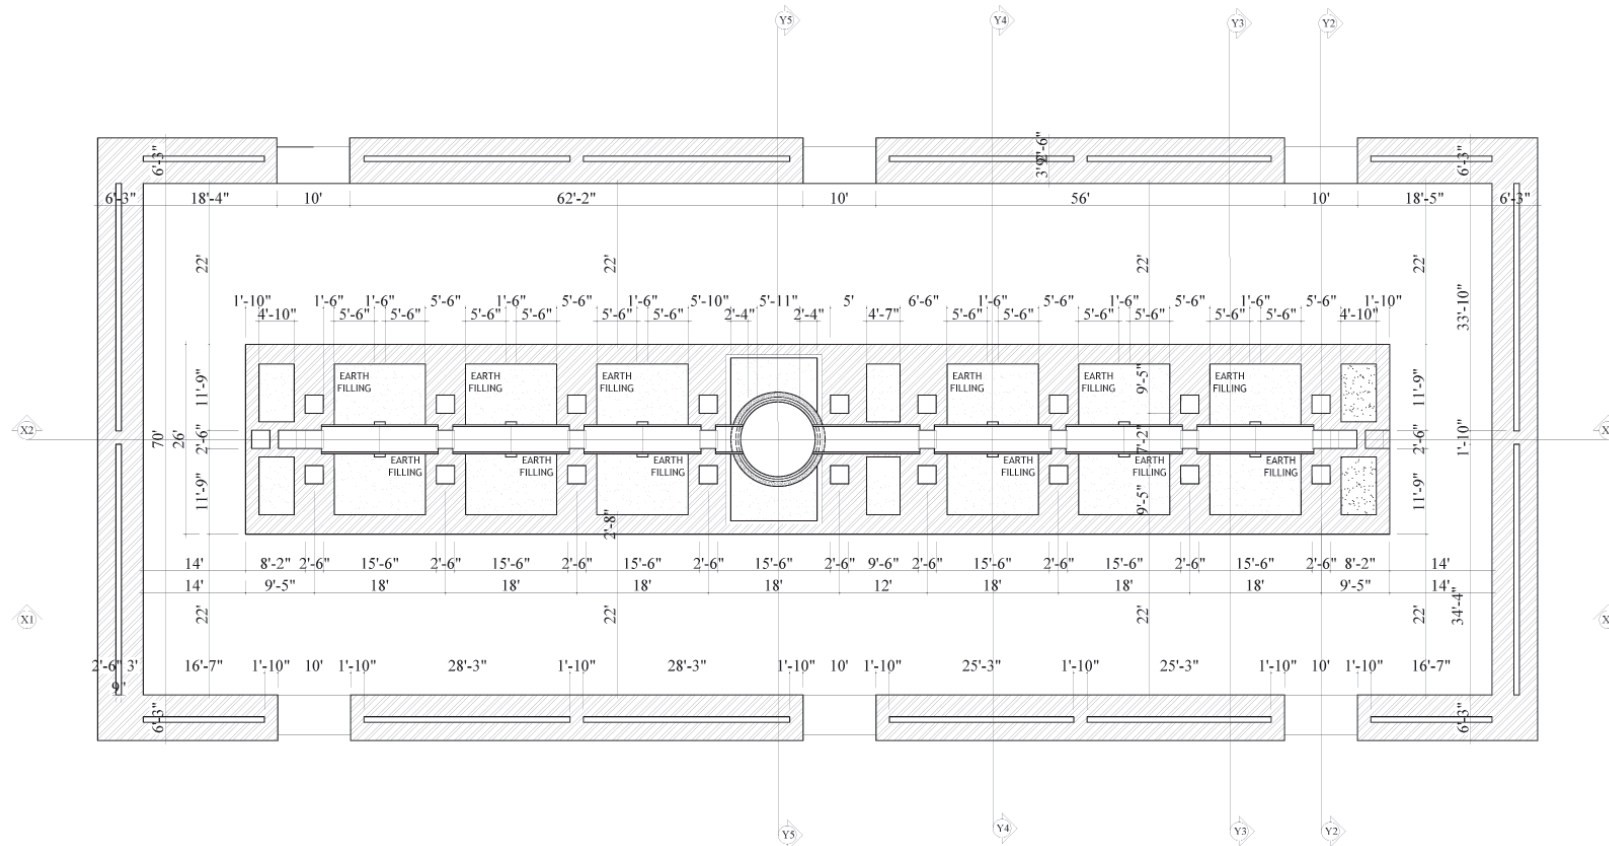 Y5 Y4 Y3 Y2
6'-3" 6'-3"
6'-3" 18'-4" 10' 62'-2" 10' 56' 10' 18'-5" 6'-3"
22' 22' 22' 22'
33'-10"
1'-10" 1'-6" 1'-6" 5'-6" 1'-6" 5'-6" 1'-6" 5'-10" 5'-11" 5' 6'-6" 1'-6" 5'-6" 1'-6" 5'-6" 1'-6" 5'-6" 1'-10"
4'-10" 5'-6" 5'-6" 5'-6" 5'-6" 5'-6" 5'-6" 2'-4" 2'-4" 4'-7" 5'-6" 5'-6" 5'-6" 5'-6" 5'-6" 5'-6" 4'-10"
EARTH EARTH EARTH EARTH EARTH EARTH
FILLING FILLING FILLING FILLING FILLING FILLING
11'-9" 9'-5" 11'-9"
X2 70' 26' 2'-6" 7'-2" 2'-6" 1'-10" X
EARTH EARTH EARTH EARTH EARTH EARTH
FILLING FILLING FILLING FILLING FILLING FILLING
11'-9" 9'-5" 11'-9"
2'-8"
14' 8'-2" 2'-6" 15'-6" 2'-6" 15'-6" 2'-6" 15'-6" 2'-6" 15'-6" 2'-6" 9'-6" 2'-6" 15'-6" 2'-6" 15'-6" 2'-6" 15'-6" 2'-6" 8'-2" 14'
14' 9'-5" 18' 18' 18' 18' 12' 18' 18' 18' 9'-5" 14'
X1 22' 22' 22' 22' 34'-4" X
2'-6" 3' 16'-7" 1'-10" 10' 1'-10" 28'-3" 1'-10" 28'-3" 1'-10" 10' 1'-10" 25'-3" 1'-10" 25'-3" 1'-10" 10' 1'-10" 16'-7"
9"
6'-3" 6'-3"
Y5 Y4 Y3 Y2